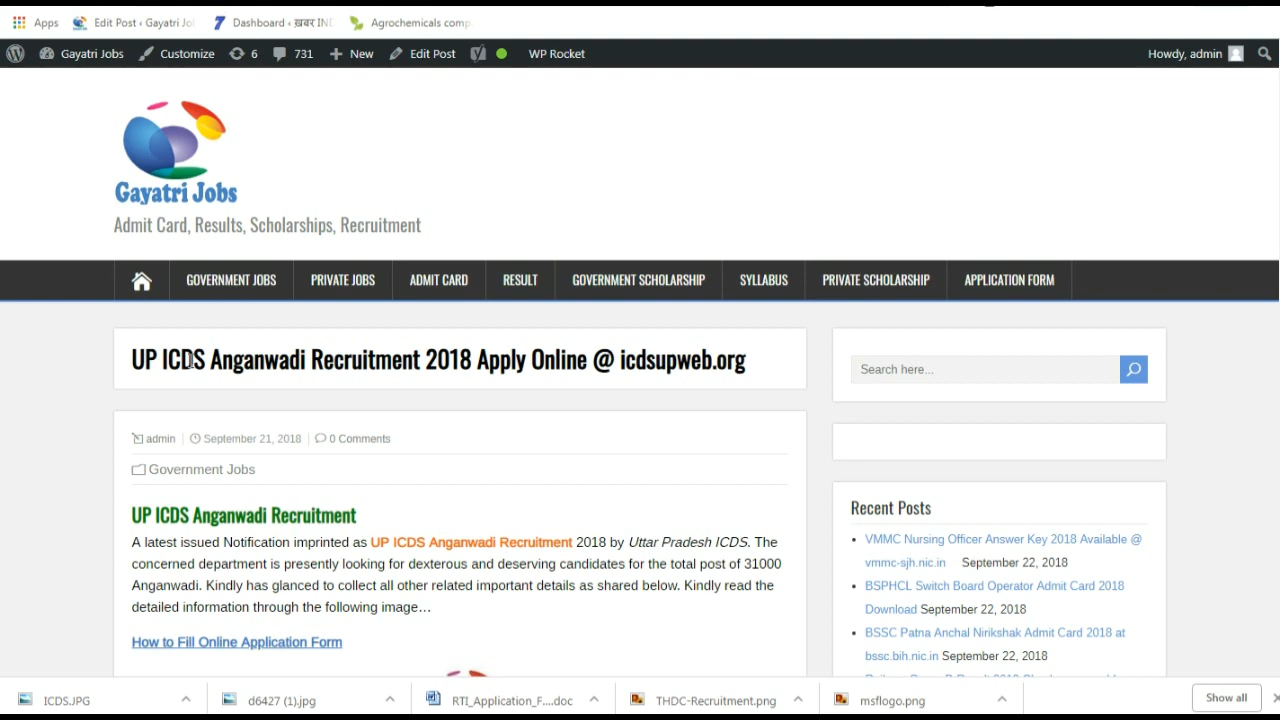 Apps Edit Post ‹ Gayatri Jo Dashboard ‹ ख़बर IND Agrochemicals comp
Gayatri Jobs Customize 6 731 New Edit Post WP Rocket Howdy, admin
Gayatri Jobs
Admit Card, Results, Scholarships, Recruitment
GOVERNMENT JOBS PRIVATE JOBS ADMIT CARD RESULT GOVERNMENT SCHOLARSHIP SYLLABUS PRIVATE SCHOLARSHIP APPLICATION FORM
UP ICDS Anganwadi Recruitment 2018 Apply Online @ icdsupweb.org
admin September 21, 2018 0 Comments
Government Jobs
UP ICDS Anganwadi Recruitment
A latest issued Notification imprinted as UP ICDS Anganwadi Recruitment 2018 by Uttar Pradesh ICDS. The
concerned department is presently looking for dexterous and deserving candidates for the total post of 31000
Anganwadi. Kindly has glanced to collect all other related important details as shared below. Kindly read the
detailed information through the following image…
How to Fill Online Application Form
Search here...
Recent Posts
VMMC Nursing Officer Answer Key 2018 Available @
vmmc-sjh.nic.in September 22, 2018
BSPHCL Switch Board Operator Admit Card 2018
Download September 22, 2018
BSSC Patna Anchal Nirikshak Admit Card 2018 at
bssc.bih.nic.in September 22, 2018
ICDS.JPG d6427 (1).jpg RTI_Application_F....doc THDC-Recruitment.png msflogo.png Show all